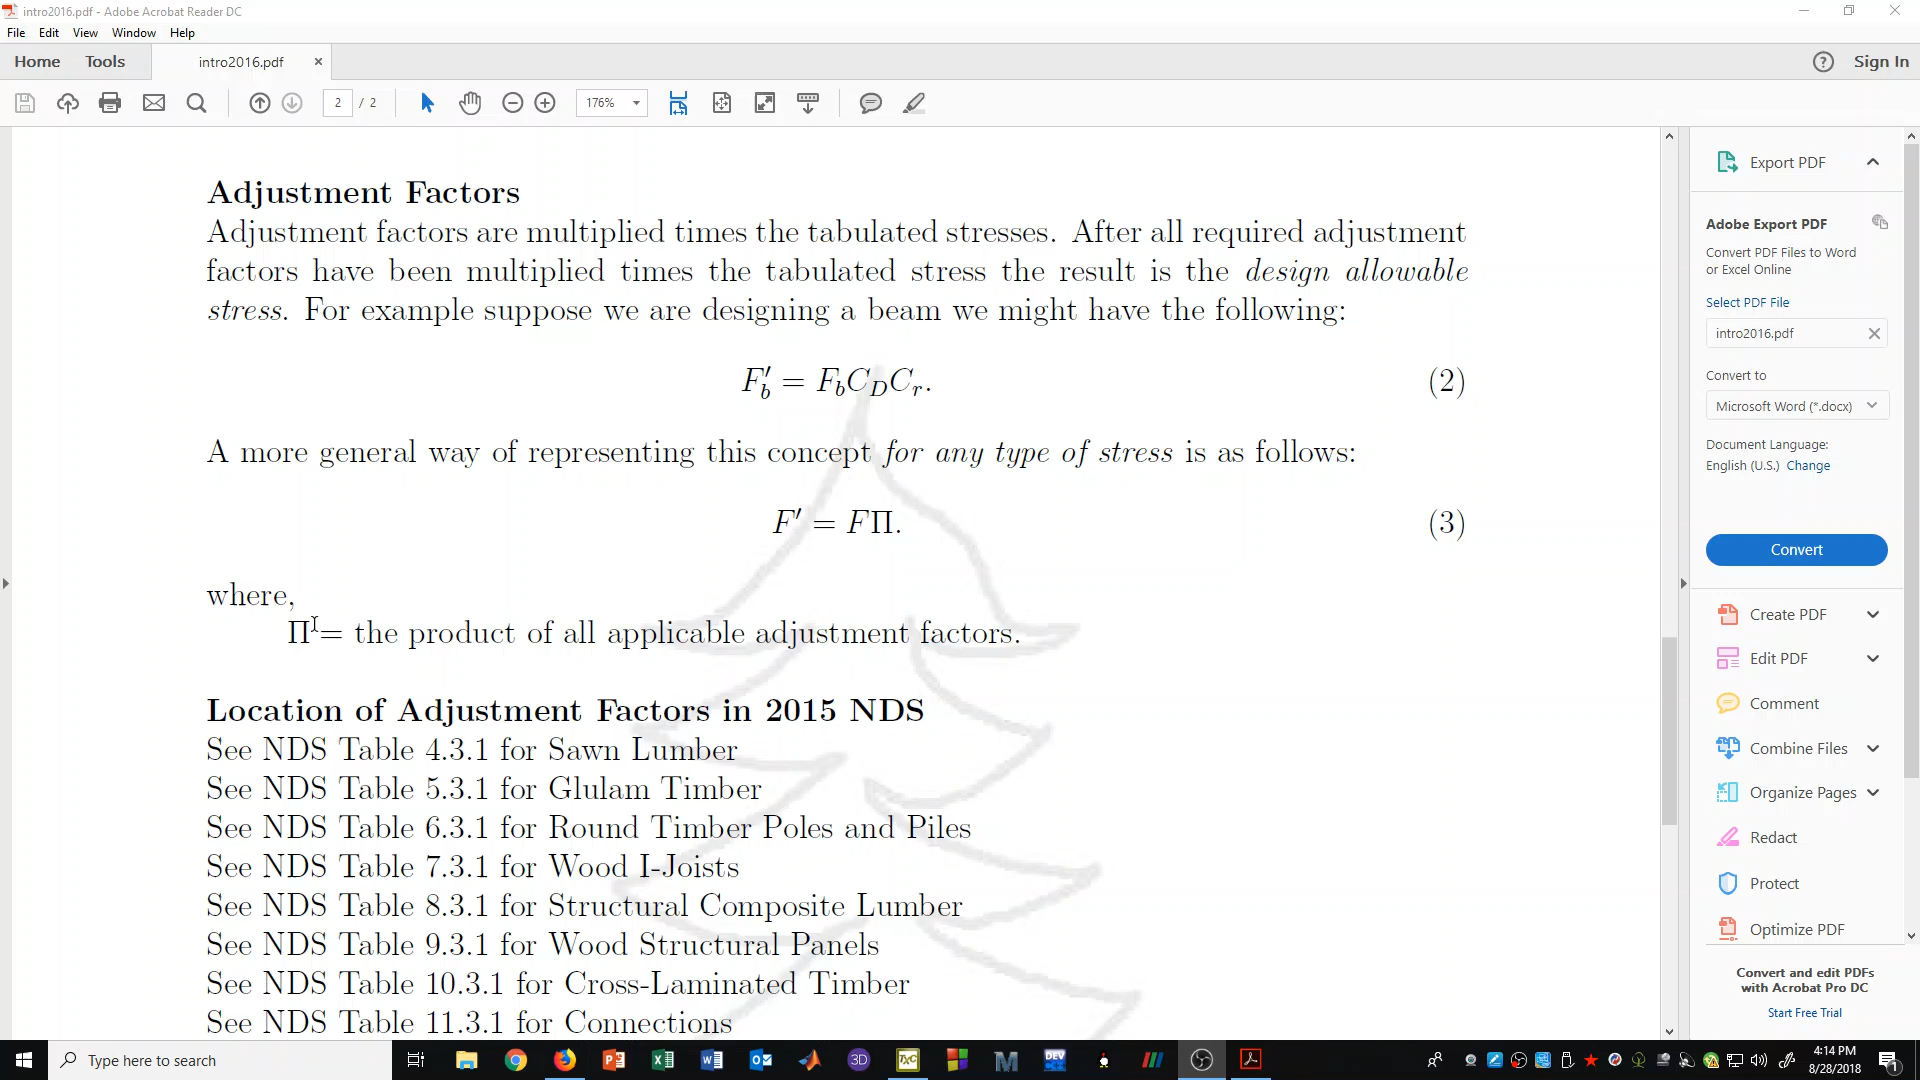 intro2016.pdf - Adobe Acrobat Reader DC
File Edit View Window Help
Home Tools intro2016.pdf × Sign In
2 / 2 176%
Adjustment Factors
Adjustment factors are multiplied times the tabulated stresses. After all required adjustment
factors have been multiplied times the tabulated stress the result is the design allowable
stress. For example suppose we are designing a beam we might have the following:
F′_b = F_b C_D C_r. (2)
A more general way of representing this concept for any type of stress is as follows:
F′ = FΠ. (3)
where,
Π = the product of all applicable adjustment factors.
Location of Adjustment Factors in 2015 NDS
See NDS Table 4.3.1 for Sawn Lumber
See NDS Table 5.3.1 for Glulam Timber
See NDS Table 6.3.1 for Round Timber Poles and Piles
See NDS Table 7.3.1 for Wood I-Joists
See NDS Table 8.3.1 for Structural Composite Lumber
See NDS Table 9.3.1 for Wood Structural Panels
See NDS Table 10.3.1 for Cross-Laminated Timber
See NDS Table 11.3.1 for Connections
Export PDF
Adobe Export PDF
Convert PDF Files to Word
or Excel Online
Select PDF File
intro2016.pdf
Convert to
Microsoft Word (*.docx)
Document Language:
English (U.S.) Change
Convert
Create PDF
Edit PDF
Comment
Combine Files
Organize Pages
Redact
Protect
Optimize PDF
Convert and edit PDFs
with Acrobat Pro DC
Start Free Trial
Type here to search
4:14 PM
8/28/2018